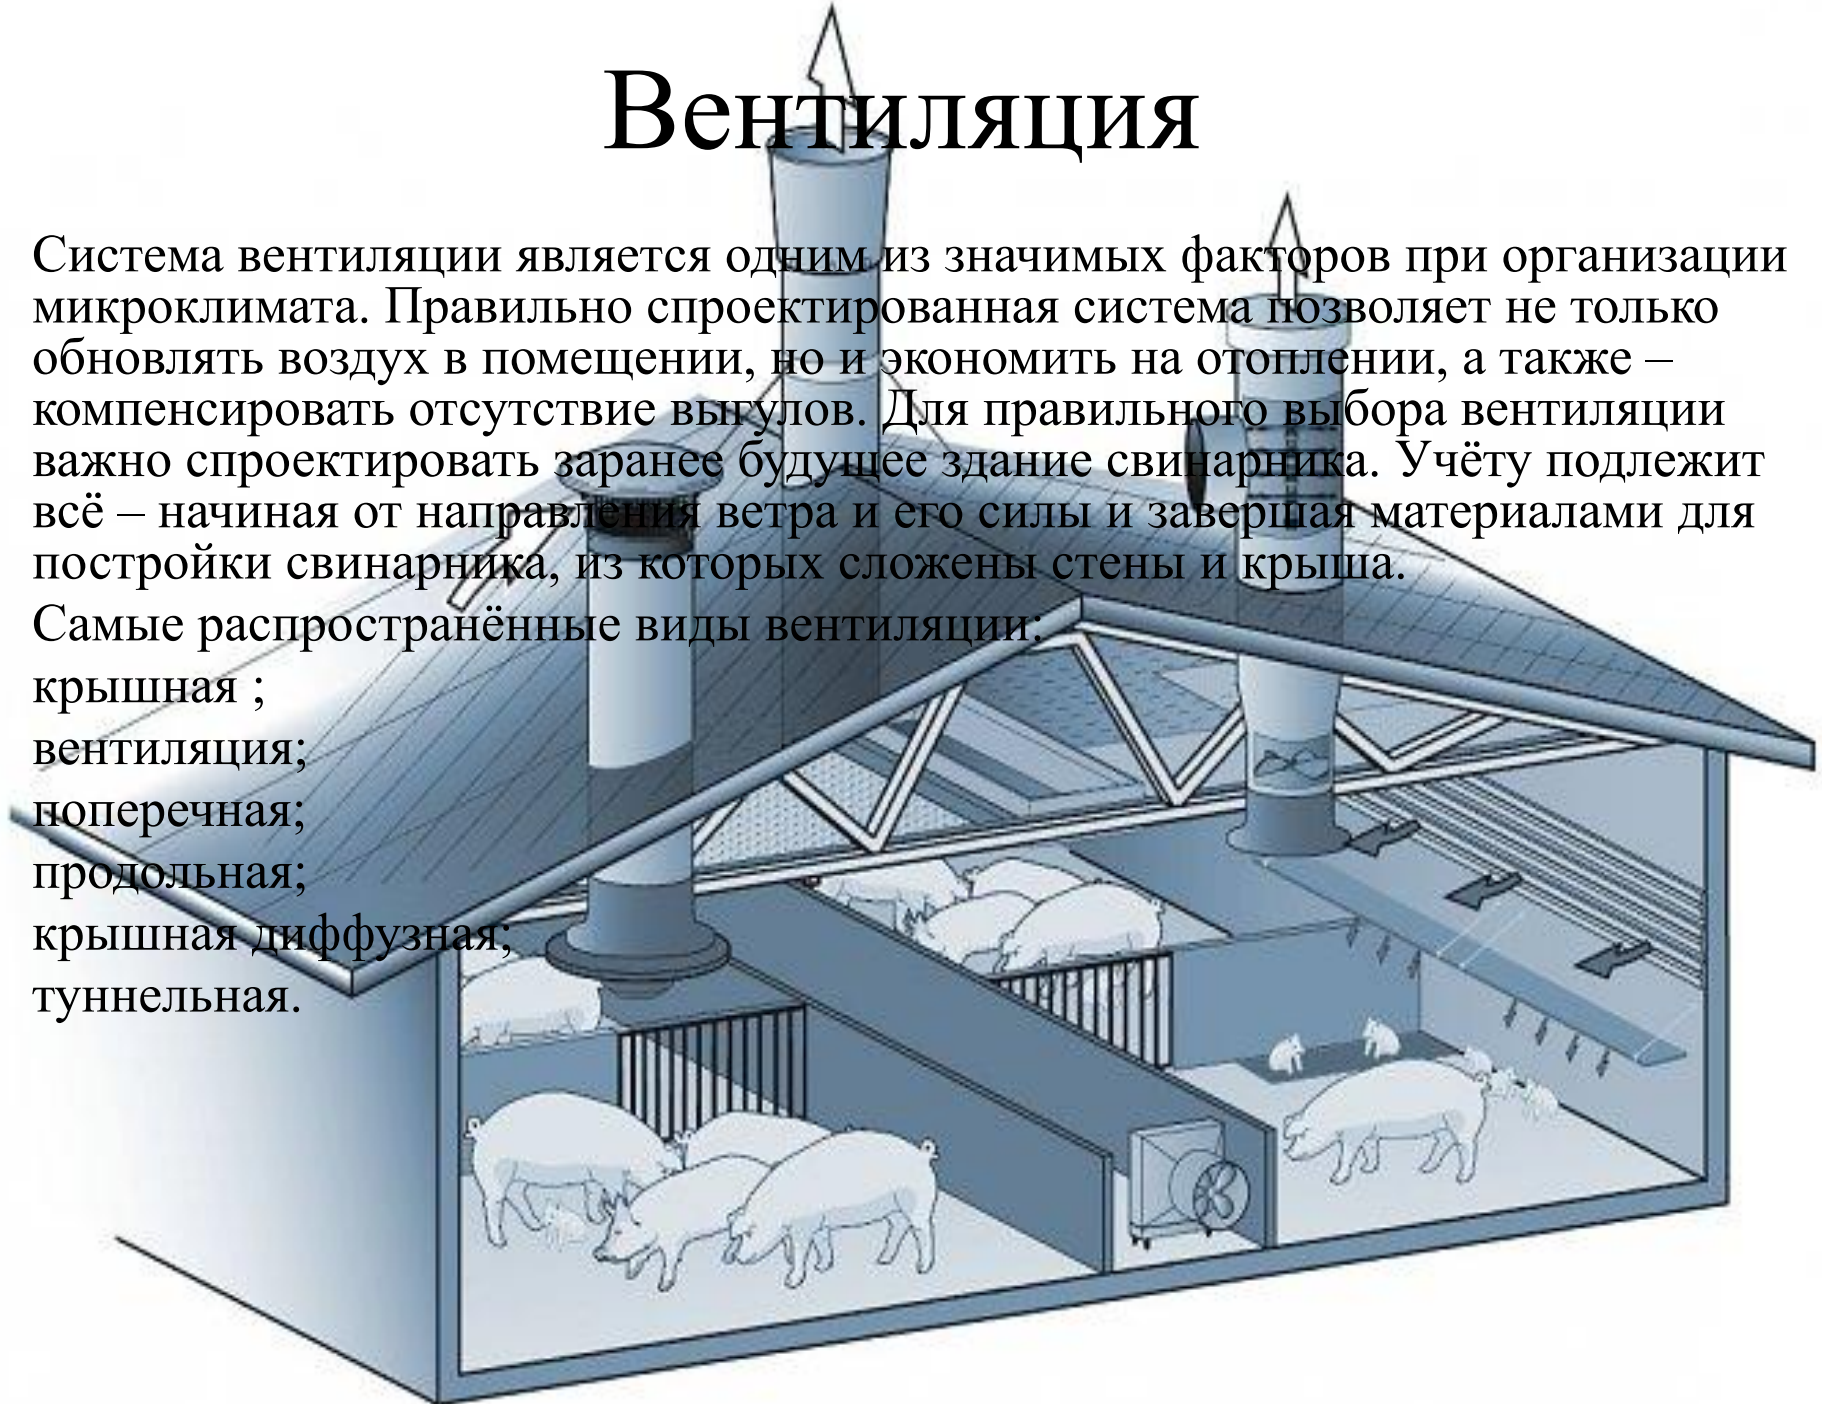 Вентиляция
Система вентиляции является одним из значимых факторов при организации
микроклимата. Правильно спроектированная система позволяет не только
обновлять воздух в помещении, но и экономить на отоплении, а также –
компенсировать отсутствие выгулов. Для правильного выбора вентиляции
важно спроектировать заранее будущее здание свинарника. Учёту подлежит
всё – начиная от направления ветра и его силы и завершая материалами для
постройки свинарника, из которых сложены стены и крыша.
Самые распространённые виды вентиляции:
крышная ;
вентиляция;
поперечная;
продольная;
крышная диффузная;
туннельная.